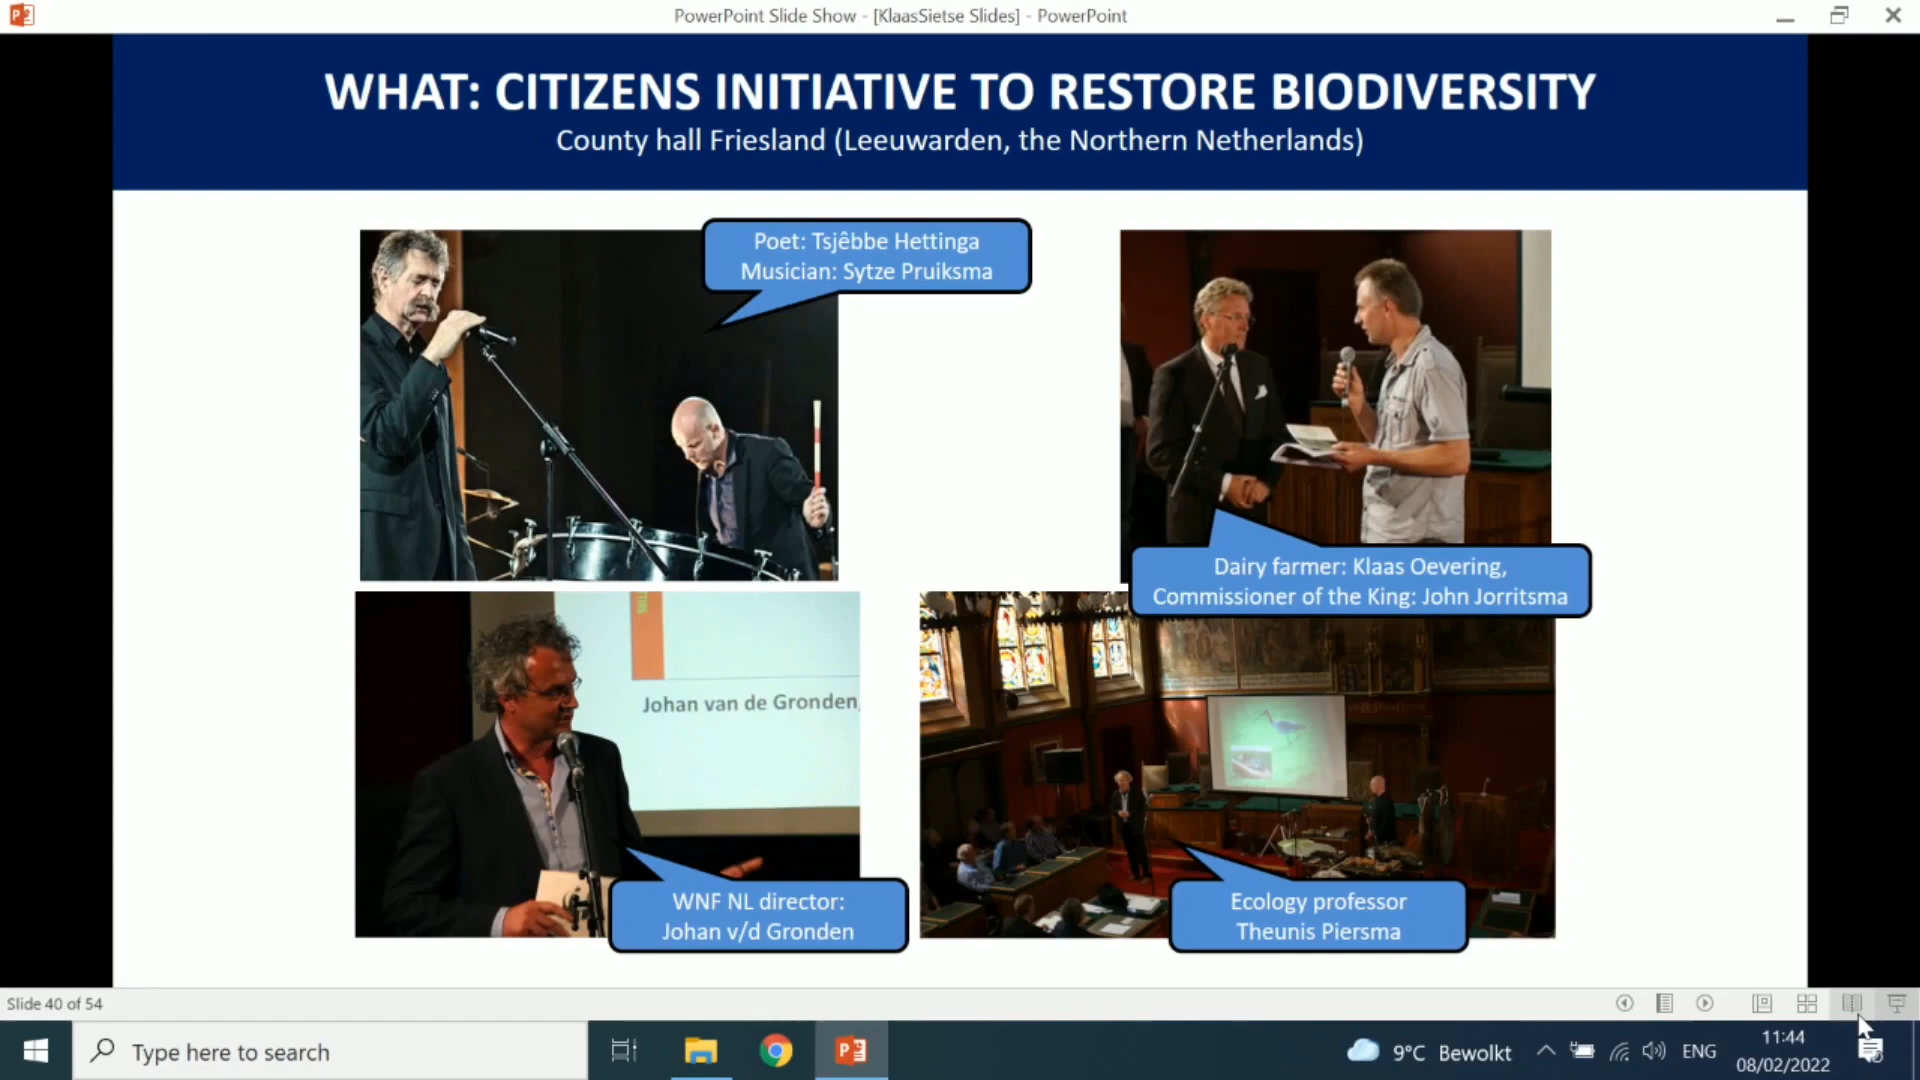 PowerPoint Slide Show - [KlaasSietse Slides] - PowerPoint
WHAT: CITIZENS INITIATIVE TO RESTORE BIODIVERSITY
County hall Friesland (Leeuwarden, the Northern Netherlands)
Poet: Tsjêbbe Hettinga
Musician: Sytze Pruiksma
Dairy farmer: Klaas Oevering,
Commissioner of the King: John Jorritsma
Johan van de Gronden,
WNF NL director:
Johan v/d Gronden
Ecology professor
Theunis Piersma
Slide 40 of 54
Type here to search
9°C Bewolkt
ENG
11:44
08/02/2022